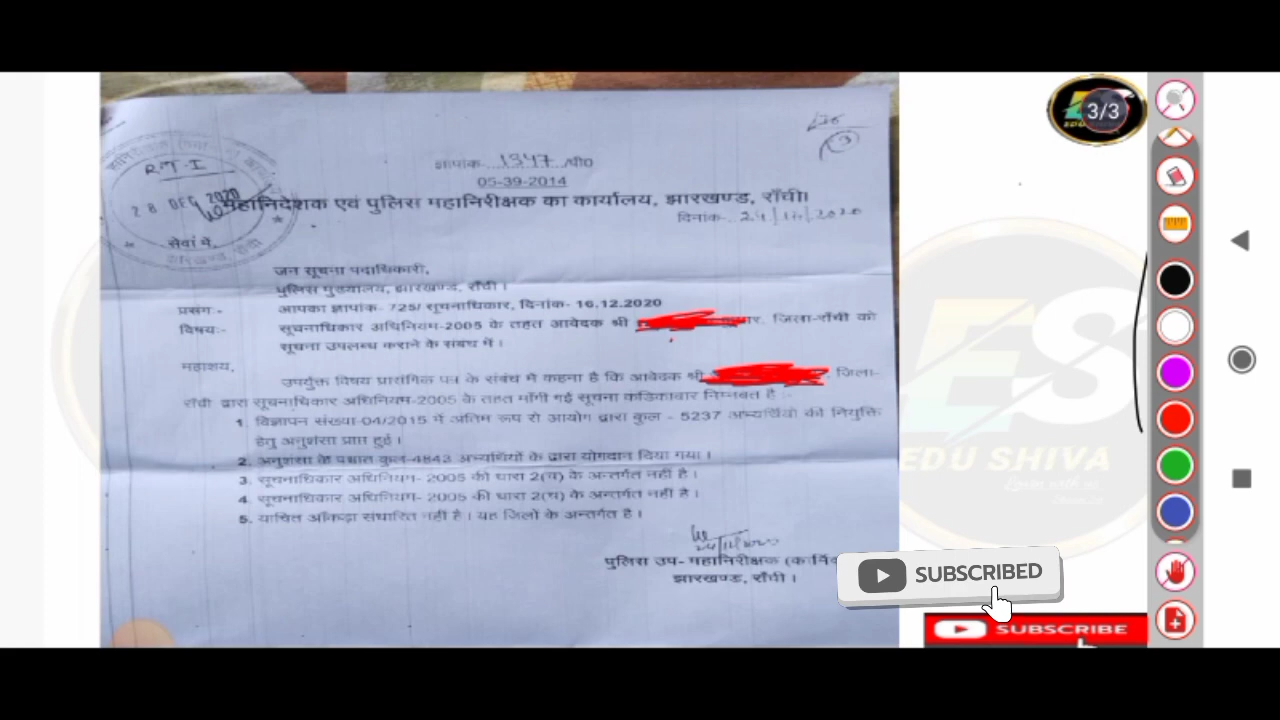 3/3
R.T.I
28 DEC 2020
ज्ञापांक- 1347 /पी0
05-39-2014
महानिदेशक एवं पुलिस महानिरीक्षक का कार्यालय, झारखण्ड, राँची।
दिनांक-
सेवा में,
जन सूचना पदाधिकारी,
पुलिस मुख्यालय, झारखण्ड, राँची।
प्रसंग:- आपका ज्ञापांक- 725/ सूचनाधिकार, दिनांक- 16.12.2020
विषय:- सूचनाधिकार अधिनियम-2005 के तहत आवेदक श्री जिला-राँची को
सूचना उपलब्ध कराने के संबंध में।
महाशय,
उपर्युक्त विषय प्रासंगिक पत्र के संबंध में कहना है कि आवेदक श्री जिला-
राँची द्वारा सूचनाधिकार अधिनियम-2005 के तहत माँगी गई सूचना कंडिकावार निम्नवत है :-
1. विज्ञापन संख्या-04/2015 में अंतिम रूप से आयोग द्वारा कुल - 5237 अभ्यर्थियों की नियुक्ति
हेतु अनुशंसा प्राप्त हुई।
2. अनुशंसा के पश्चात कुल-4843 अभ्यर्थियों के द्वारा योगदान दिया गया।
3. सूचनाधिकार अधिनियम- 2005 की धारा 2(च) के अन्तर्गत नहीं है।
4. सूचनाधिकार अधिनियम- 2005 की धारा 2(च) के अन्तर्गत नहीं है।
5. याचित आँकड़ा संधारित नहीं है। यह जिलों के अन्तर्गत है।
पुलिस उप- महानिरीक्षक
झारखण्ड, राँची।
ES
EDU SHIVA
Learn with us
SUBSCRIBED
SUBSCRIBE